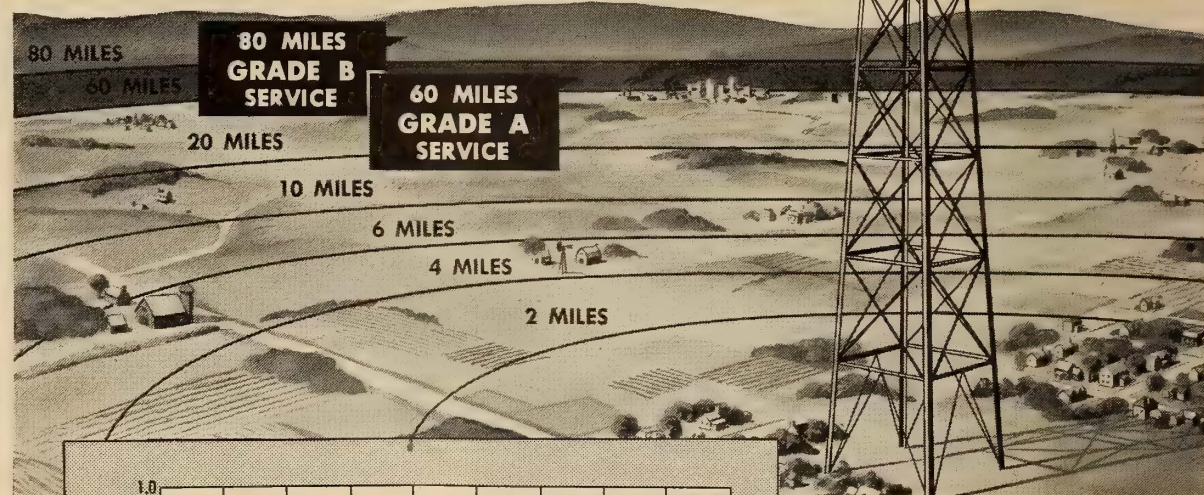 80 MILES
60 MILES
80 MILES
GRADE B
SERVICE
60 MILES
GRADE A
SERVICE
20 MILES
10 MILES
6 MILES
4 MILES
2 MILES
1.0